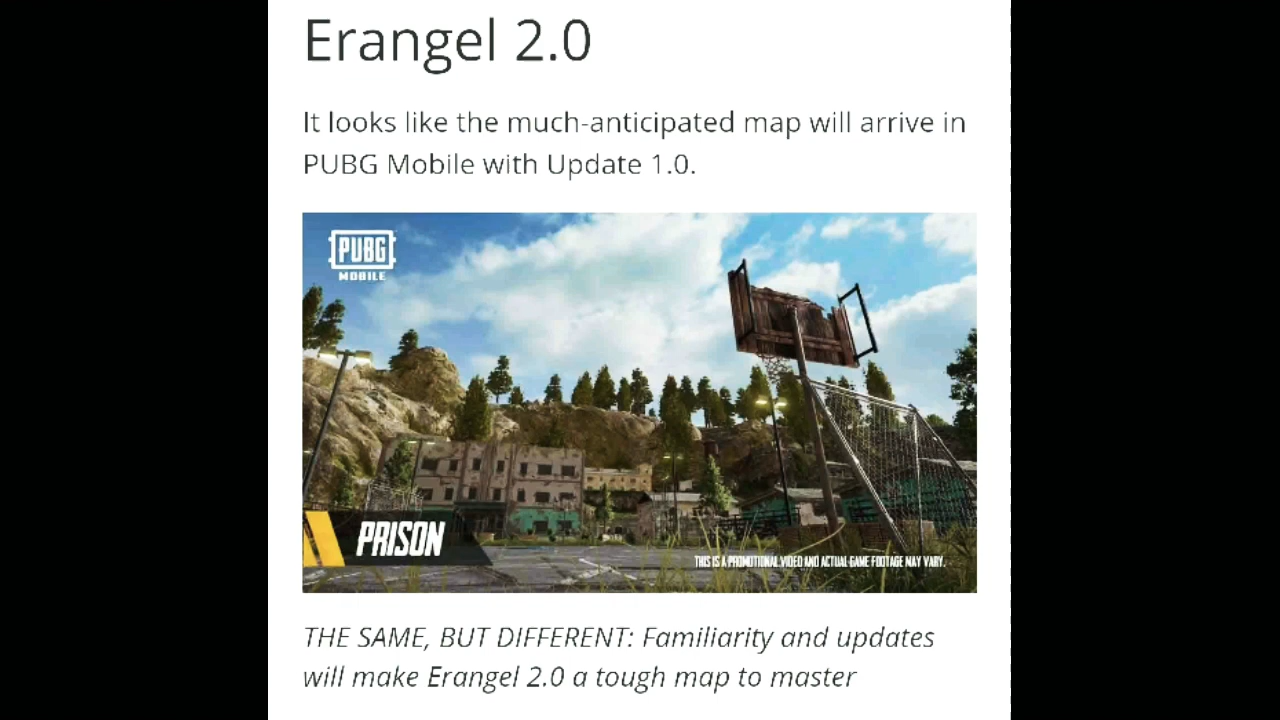 Erangel 2.0
It looks like the much-anticipated map will arrive in
PUBG Mobile with Update 1.0.
PUBG
MOBILE
PRISON
THIS IS A PROMOTIONAL VIDEO AND ACTUAL GAME FOOTAGE MAY VARY.
THE SAME, BUT DIFFERENT: Familiarity and updates
will make Erangel 2.0 a tough map to master